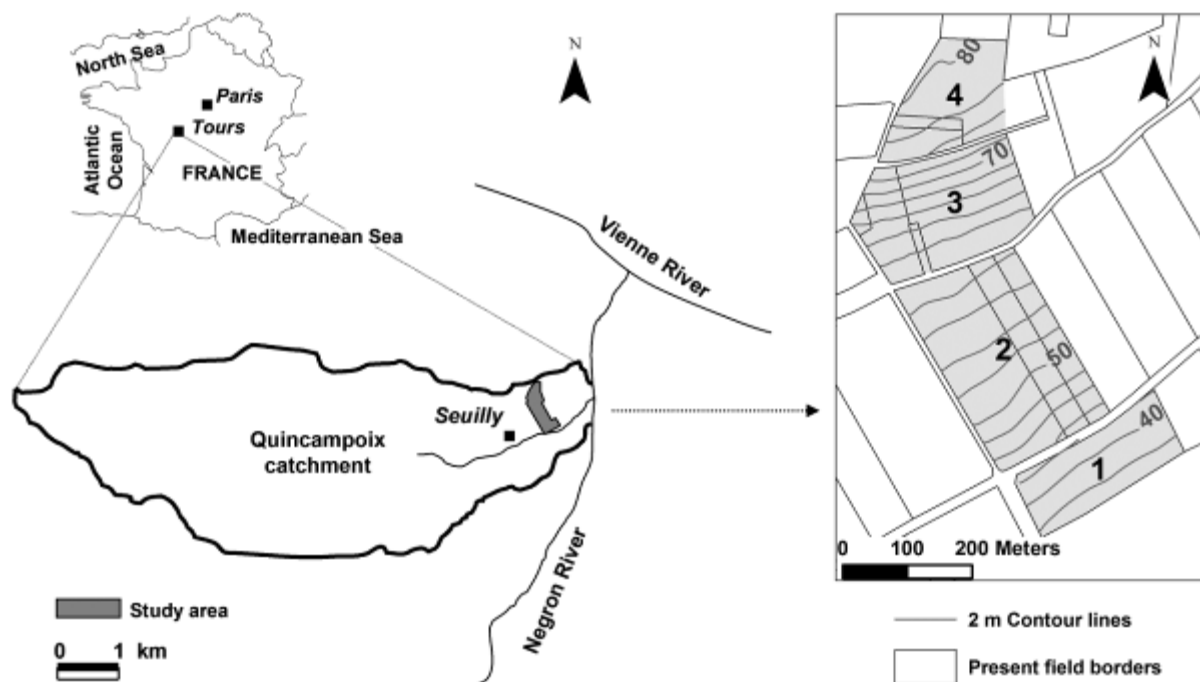 North Sea
Paris
Tours
Atlantic
Ocean
FRANCE
Mediterranean Sea
N
Vienne River
Seuilly
Quincampoix
catchment
Negron River
Study area
0 1 km
N
80
4
70
3
2
50
40
1
0 100 200 Meters
2 m Contour lines
Present field borders